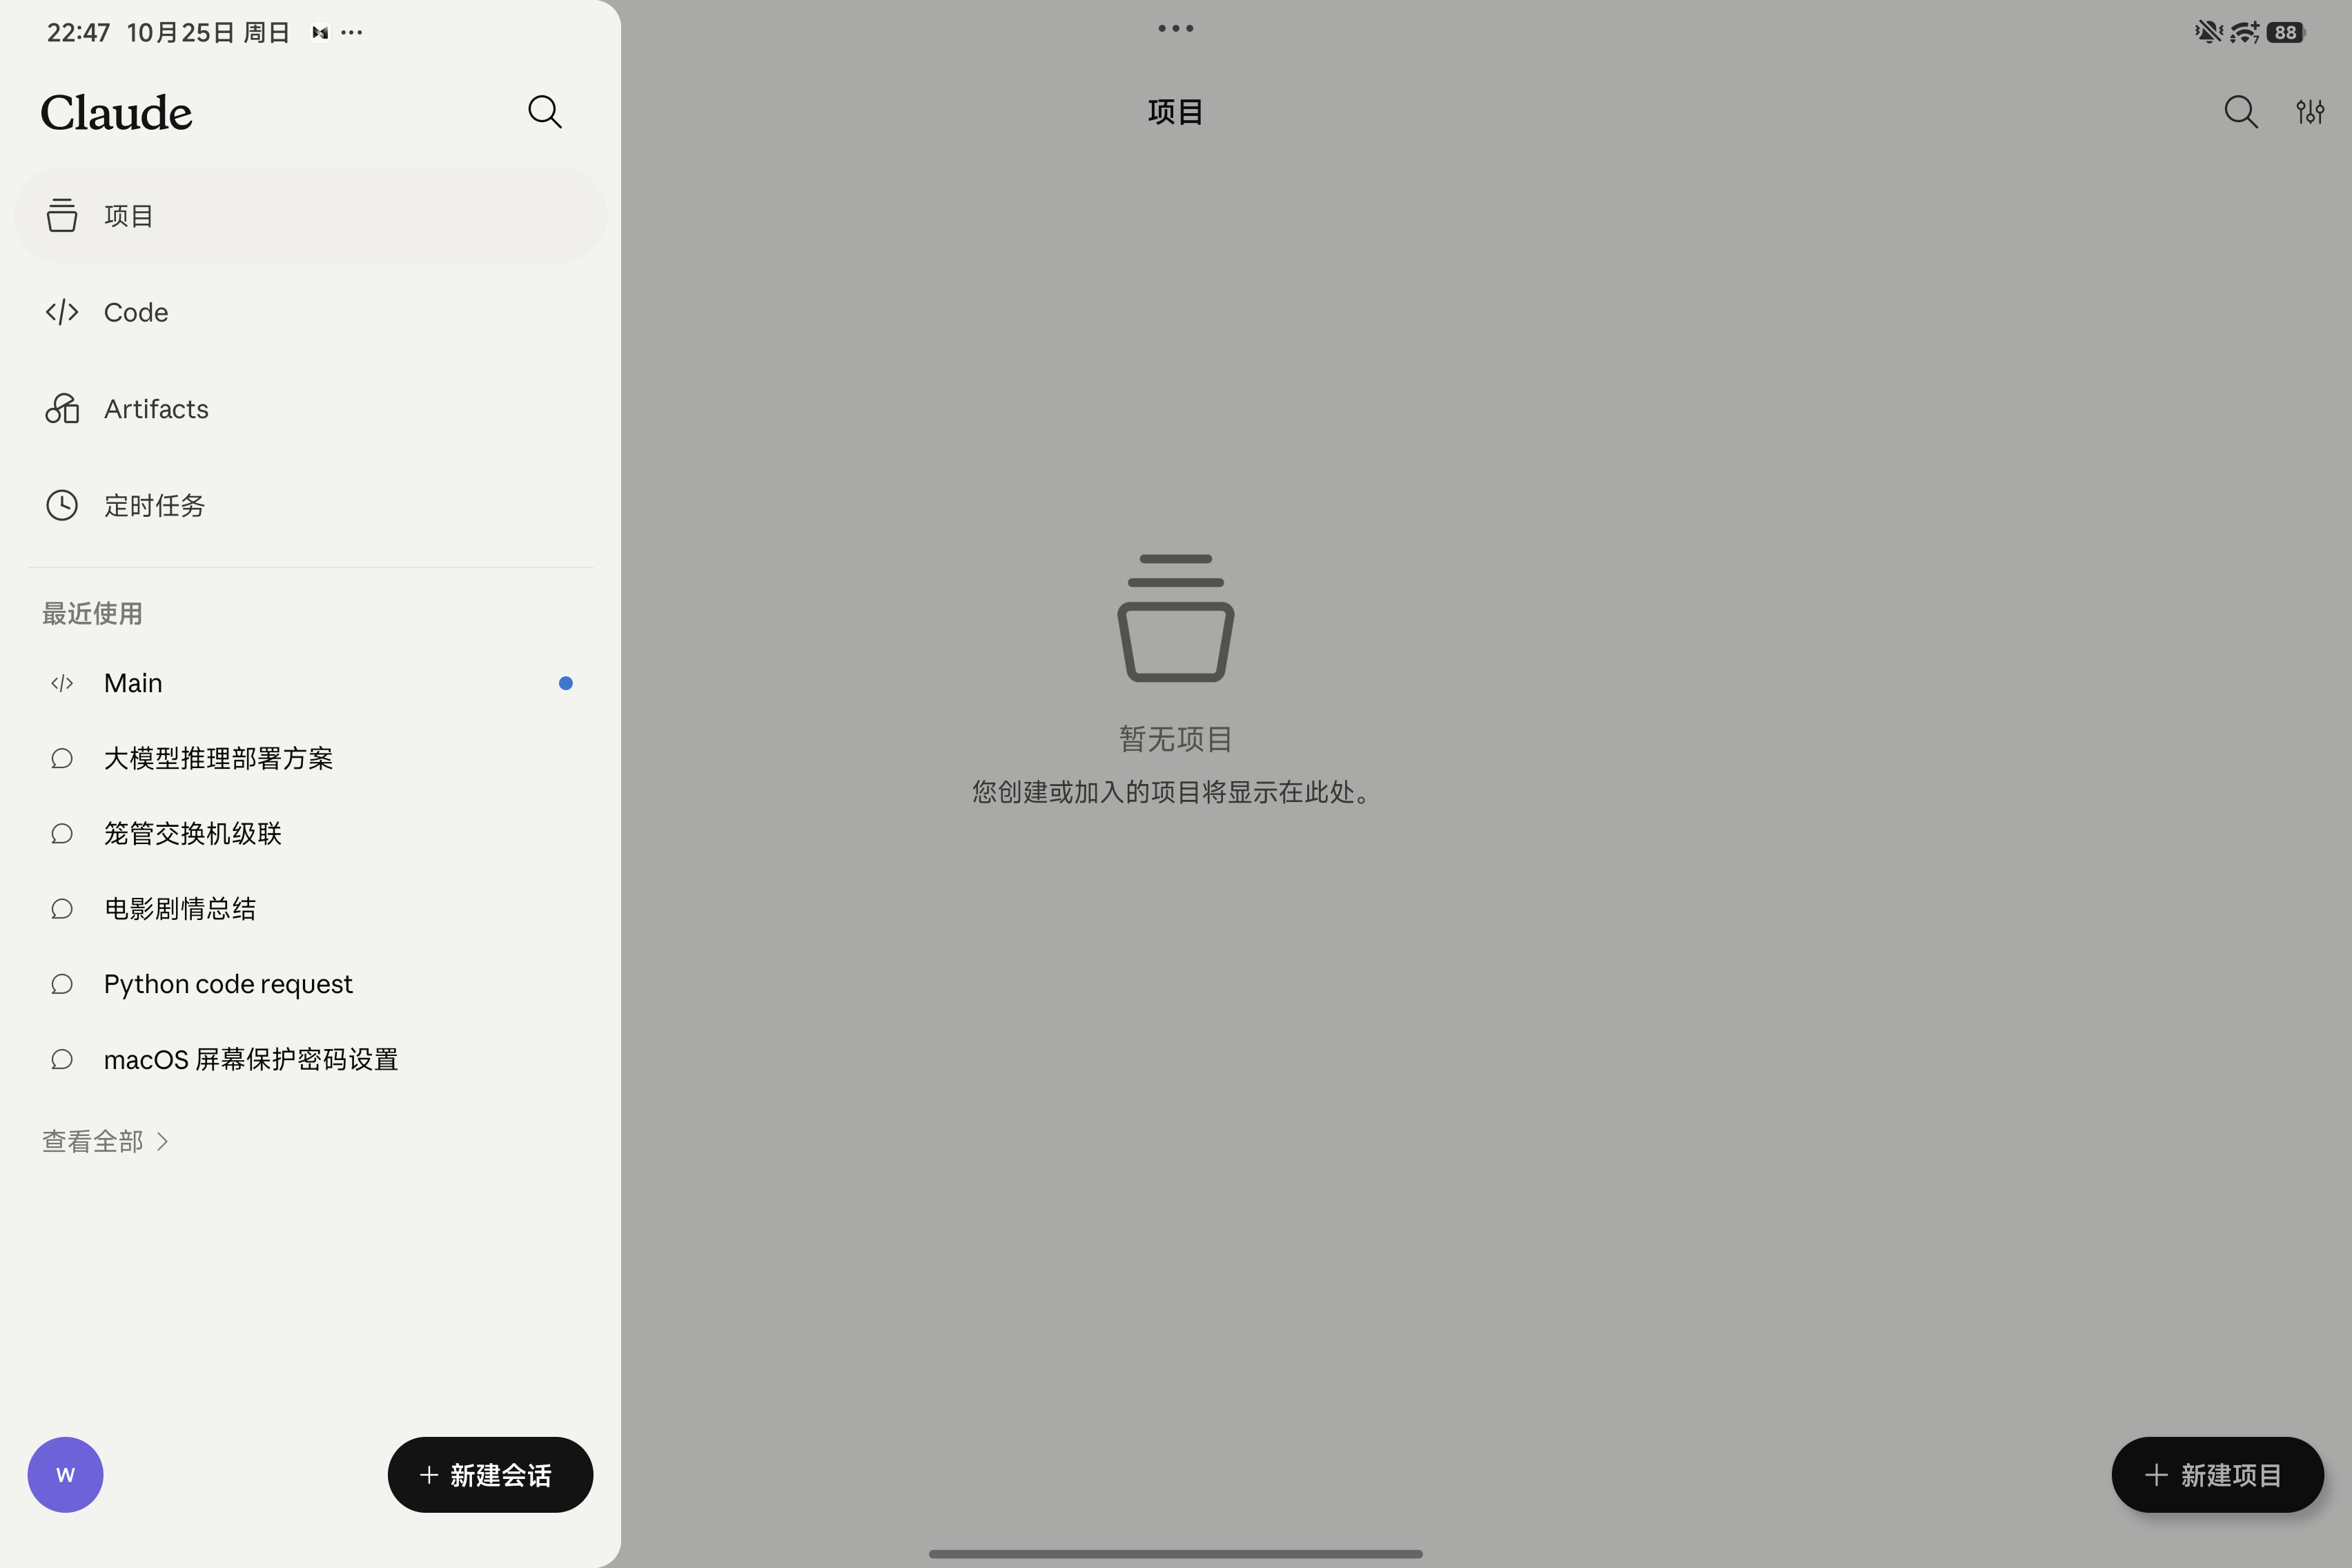 22:47 10月25日 周日
88
Claude
项目
Code
Artifacts
定时任务
最近使用
Main
大模型推理部署方案
笼管交换机级联
电影剧情总结
Python code request
macOS 屏幕保护密码设置
查看全部
W
+ 新建会话
项目
暂无项目
您创建或加入的项目将显示在此处。
+ 新建项目